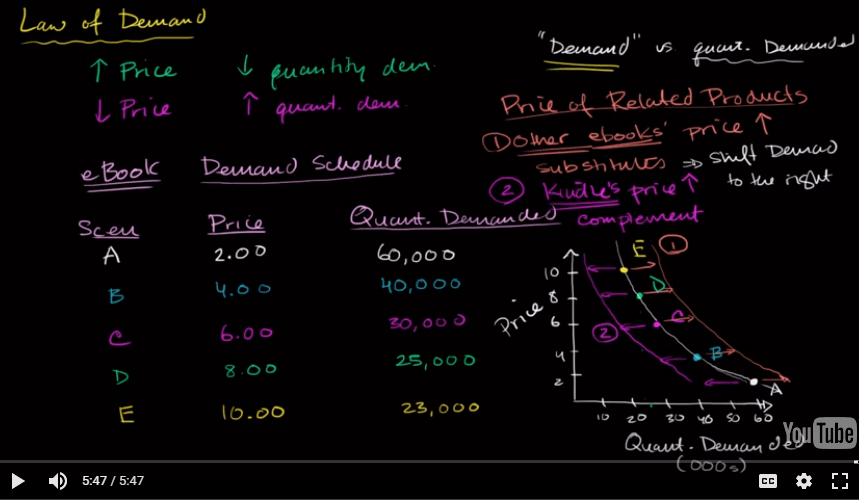 Law of Demand
↑ Price ↓ quantity dem.
↓ Price ↑ quant. dem.
"Demand" vs. quant. Demanded
Price of Related Products
① Other ebooks' price ↑
substitutes ⇒ Shift Demand
to the right
② Kindle's price ↑
complement
eBook Demand Schedule
Scen Price Quant. Demanded
A 2.00 60,000
B 4.00 40,000
C 6.00 30,000
D 8.00 25,000
E 10.00 23,000
Price
10
8
6
4
2
E ①
D
C
②
B
A
10 20 30 40 50 60
Quant. Demanded
(000s)
YouTube
5:47 / 5:47
CC